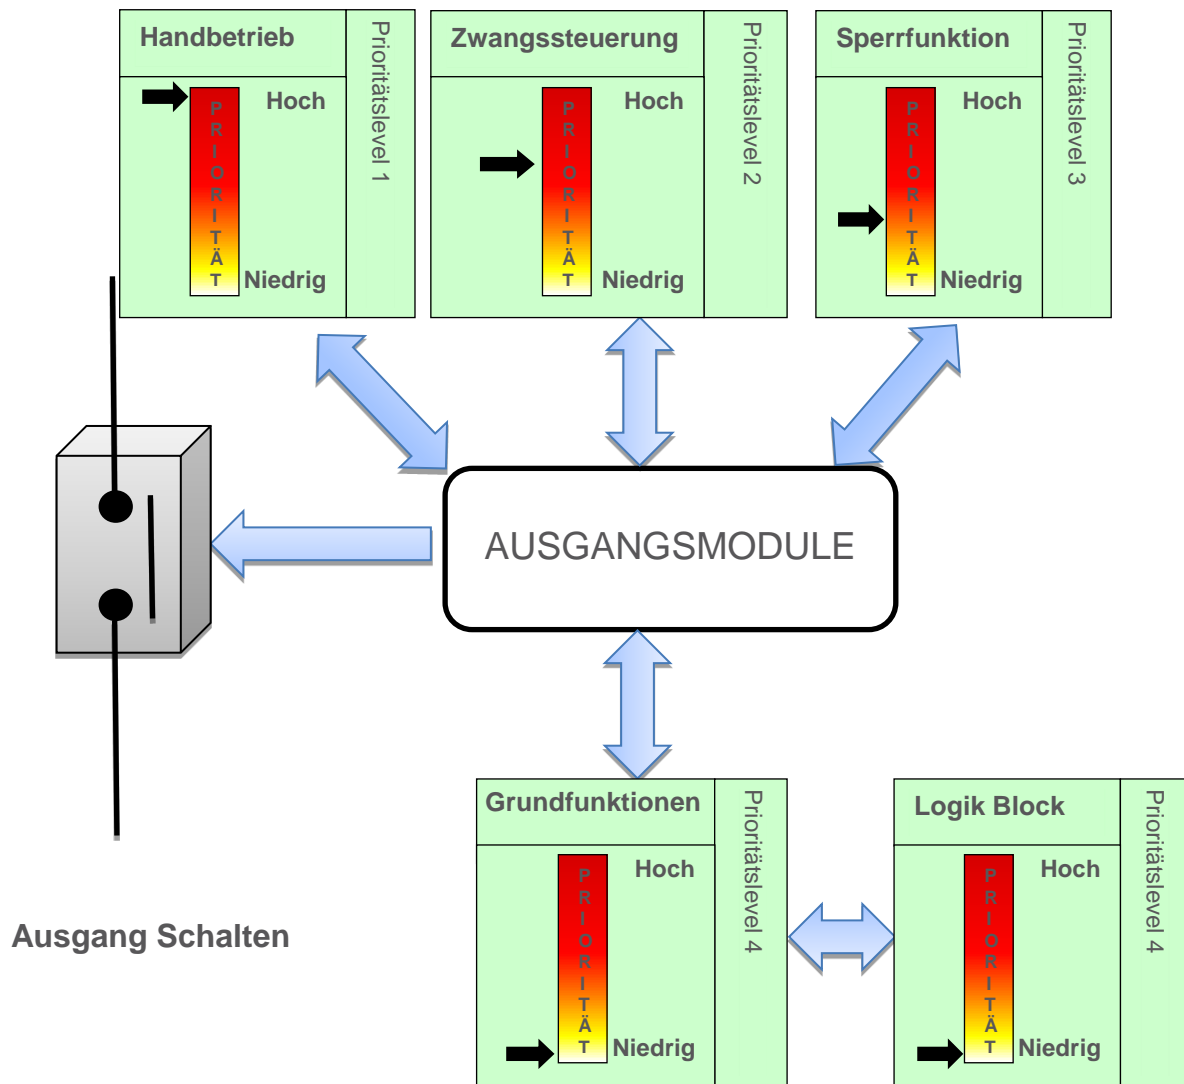 Handbetrieb
Prioritätslevel 1
Hoch
PRIORITÄT
Niedrig
Zwangssteuerung
Prioritätslevel 2
Hoch
PRIORITÄT
Niedrig
Sperrfunktion
Prioritätslevel 3
Hoch
PRIORITÄT
Niedrig
AUSGANGSMODULE
Ausgang Schalten
Grundfunktionen
Prioritätslevel 4
Hoch
PRIORITÄT
Niedrig
Logik Block
Prioritätslevel 4
Hoch
PRIORITÄT
Niedrig